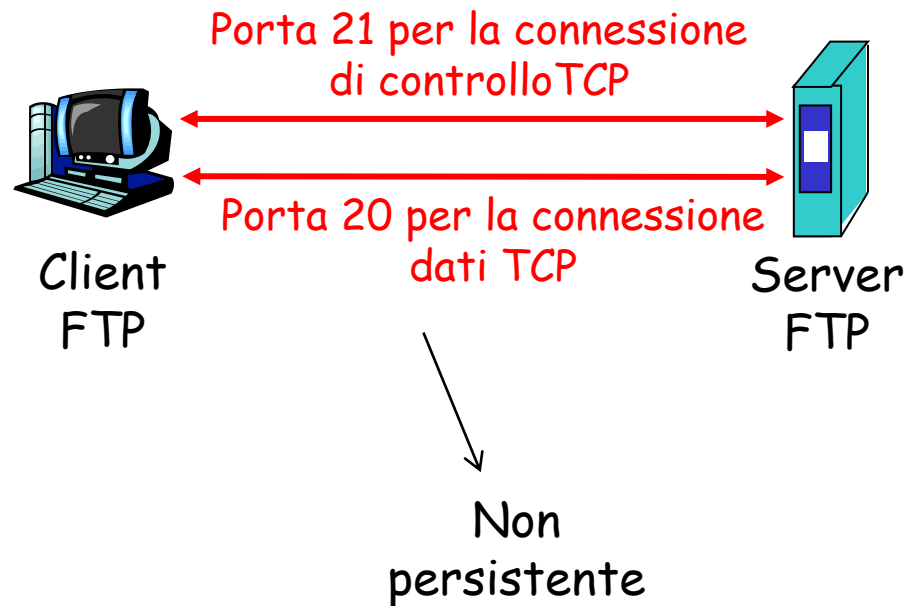 Porta 21 per la connessione
di controlloTCP
Porta 20 per la connessione
dati TCP
Client
FTP
Server
FTP
Non
persistente